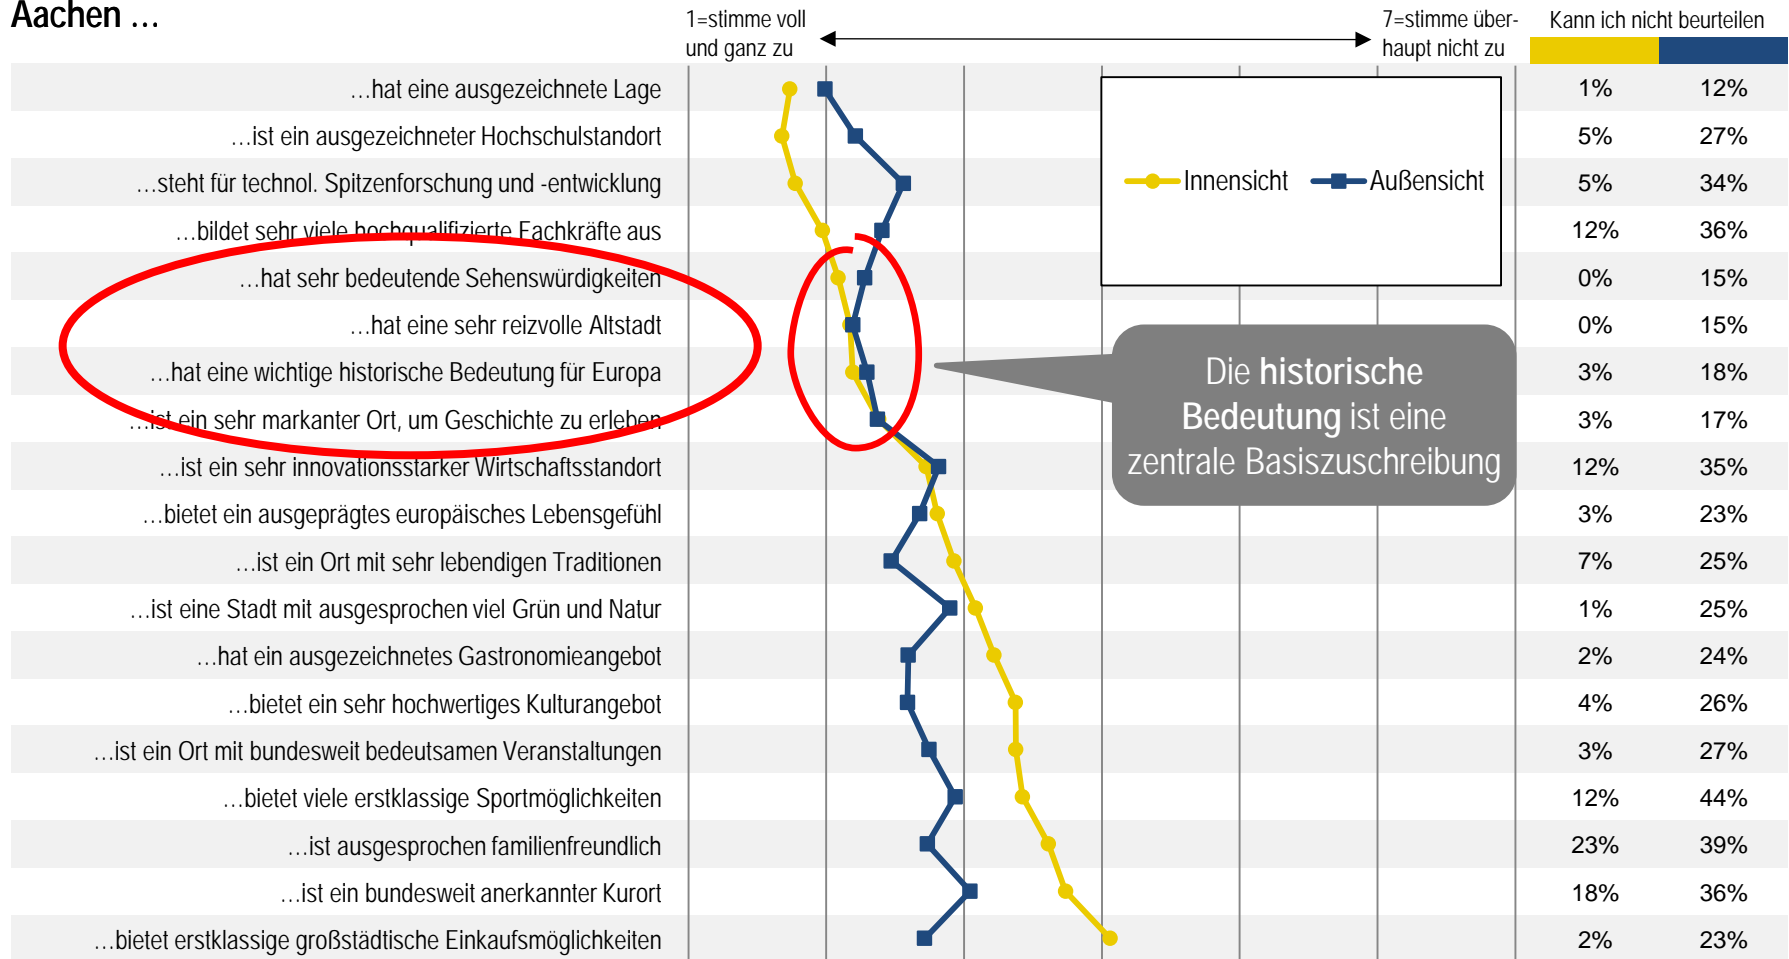 Aachen …
1=stimme voll
und ganz zu
7=stimme über-
haupt nicht zu
Kann ich nicht beurteilen
…hat eine ausgezeichnete Lage 1% 12%
…ist ein ausgezeichneter Hochschulstandort 5% 27%
…steht für technol. Spitzenforschung und -entwicklung 5% 34%
…bildet sehr viele hochqualifizierte Fachkräfte aus 12% 36%
…hat sehr bedeutende Sehenswürdigkeiten 0% 15%
…hat eine sehr reizvolle Altstadt 0% 15%
…hat eine wichtige historische Bedeutung für Europa 3% 18%
…ist ein sehr markanter Ort, um Geschichte zu erleben 3% 17%
…ist ein sehr innovationsstarker Wirtschaftsstandort 12% 35%
…bietet ein ausgeprägtes europäisches Lebensgefühl 3% 23%
…ist ein Ort mit sehr lebendigen Traditionen 7% 25%
…ist eine Stadt mit ausgesprochen viel Grün und Natur 1% 25%
…hat ein ausgezeichnetes Gastronomieangebot 2% 24%
…bietet ein sehr hochwertiges Kulturangebot 4% 26%
…ist ein Ort mit bundesweit bedeutsamen Veranstaltungen 3% 27%
…bietet viele erstklassige Sportmöglichkeiten 12% 44%
…ist ausgesprochen familienfreundlich 23% 39%
…ist ein bundesweit anerkannter Kurort 18% 36%
…bietet erstklassige großstädtische Einkaufsmöglichkeiten 2% 23%
Innensicht Außensicht
Die historische
Bedeutung ist eine
zentrale Basiszuschreibung